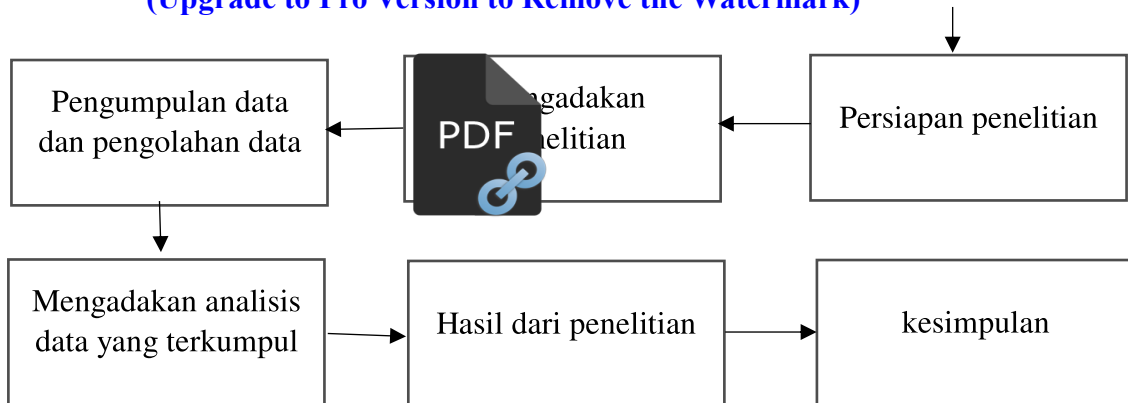 (Upgrade to Pro Version to Remove the Watermark)
Pengumpulan data
dan pengolahan data
PDF
Persiapan penelitian
Mengadakan analisis
data yang terkumpul
Hasil dari penelitian
kesimpulan